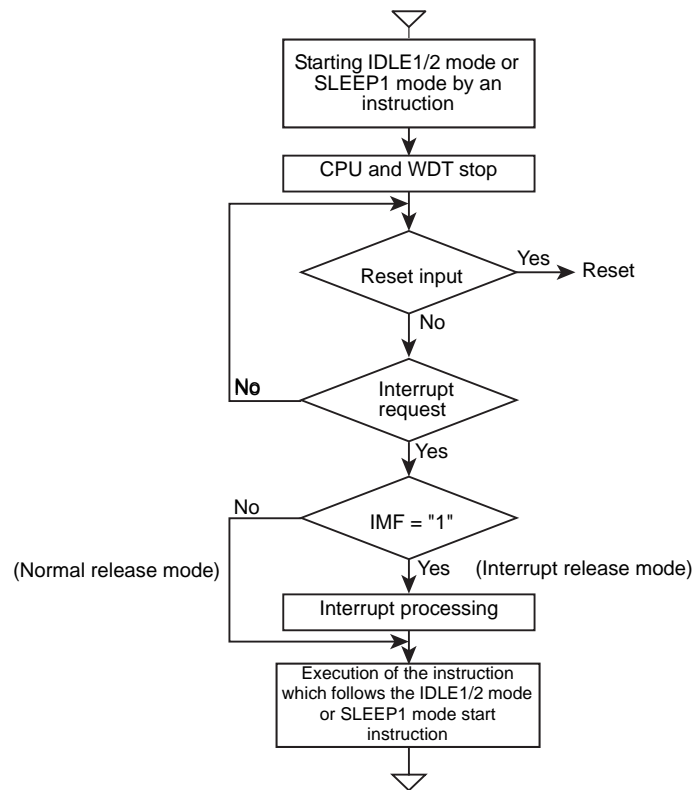 Starting IDLE1/2 mode or
SLEEP1 mode by an
instruction
CPU and WDT stop
Reset input
Yes
Reset
No
No
Interrupt
request
Yes
No
IMF = "1"
(Normal release mode)
Yes
(Interrupt release mode)
Interrupt processing
Execution of the instruction
which follows the IDLE1/2 mode
or SLEEP1 mode start
instruction